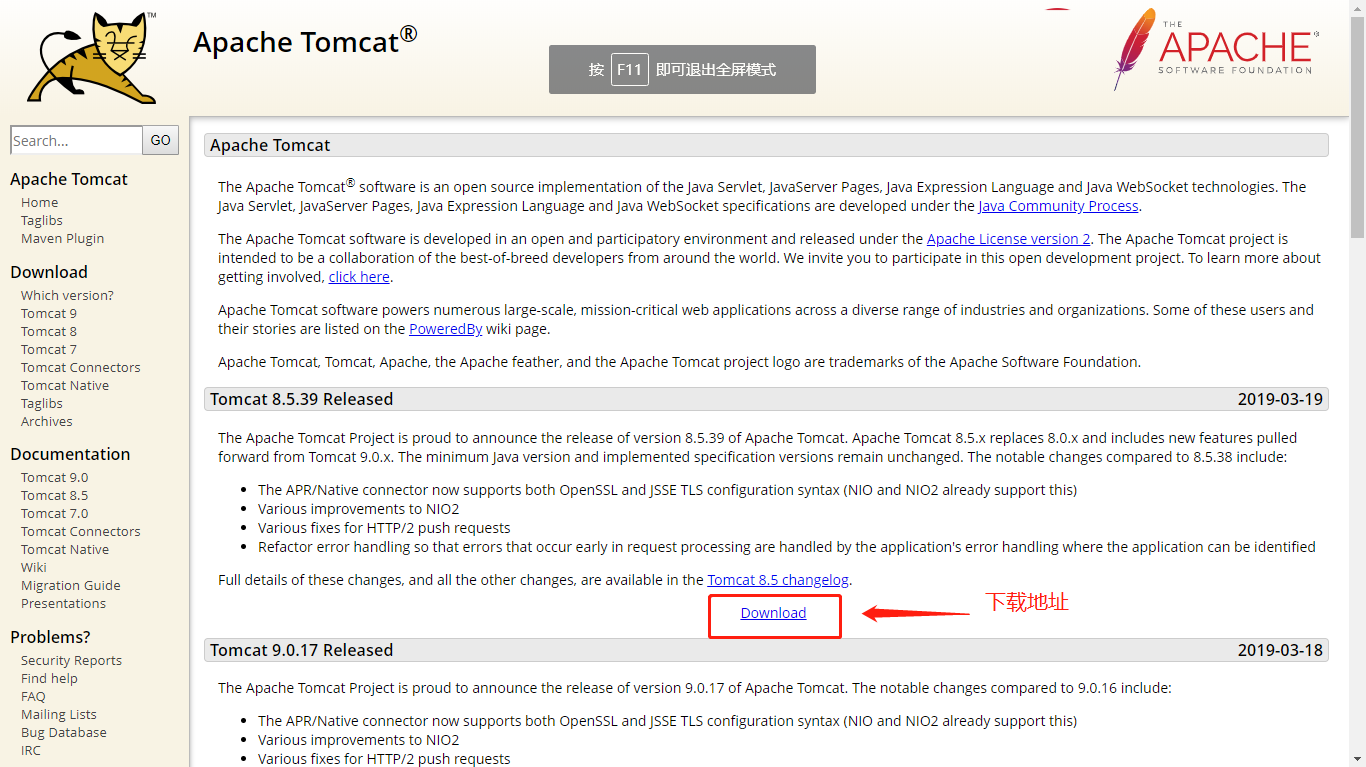 TM
Apache Tomcat®
按 F11 即可退出全屏模式
THE
APACHE®
SOFTWARE FOUNDATION
Search... GO
Apache Tomcat
Home
Taglibs
Maven Plugin
Download
Which version?
Tomcat 9
Tomcat 8
Tomcat 7
Tomcat Connectors
Tomcat Native
Taglibs
Archives
Documentation
Tomcat 9.0
Tomcat 8.5
Tomcat 7.0
Tomcat Connectors
Tomcat Native
Wiki
Migration Guide
Presentations
Problems?
Security Reports
Find help
FAQ
Mailing Lists
Bug Database
IRC
Apache Tomcat
The Apache Tomcat® software is an open source implementation of the Java Servlet, JavaServer Pages, Java Expression Language and Java WebSocket technologies. The
Java Servlet, JavaServer Pages, Java Expression Language and Java WebSocket specifications are developed under the Java Community Process.
The Apache Tomcat software is developed in an open and participatory environment and released under the Apache License version 2. The Apache Tomcat project is
intended to be a collaboration of the best-of-breed developers from around the world. We invite you to participate in this open development project. To learn more about
getting involved, click here.
Apache Tomcat software powers numerous large-scale, mission-critical web applications across a diverse range of industries and organizations. Some of these users and
their stories are listed on the PoweredBy wiki page.
Apache Tomcat, Tomcat, Apache, the Apache feather, and the Apache Tomcat project logo are trademarks of the Apache Software Foundation.
Tomcat 8.5.39 Released 2019-03-19
The Apache Tomcat Project is proud to announce the release of version 8.5.39 of Apache Tomcat. Apache Tomcat 8.5.x replaces 8.0.x and includes new features pulled
forward from Tomcat 9.0.x. The minimum Java version and implemented specification versions remain unchanged. The notable changes compared to 8.5.38 include:
• The APR/Native connector now supports both OpenSSL and JSSE TLS configuration syntax (NIO and NIO2 already support this)
• Various improvements to NIO2
• Various fixes for HTTP/2 push requests
• Refactor error handling so that errors that occur early in request processing are handled by the application's error handling where the application can be identified
Full details of these changes, and all the other changes, are available in the Tomcat 8.5 changelog.
Download
下载地址
Tomcat 9.0.17 Released 2019-03-18
The Apache Tomcat Project is proud to announce the release of version 9.0.17 of Apache Tomcat. The notable changes compared to 9.0.16 include:
• The APR/Native connector now supports both OpenSSL and JSSE TLS configuration syntax (NIO and NIO2 already support this)
• Various improvements to NIO2
• Various fixes for HTTP/2 push requests